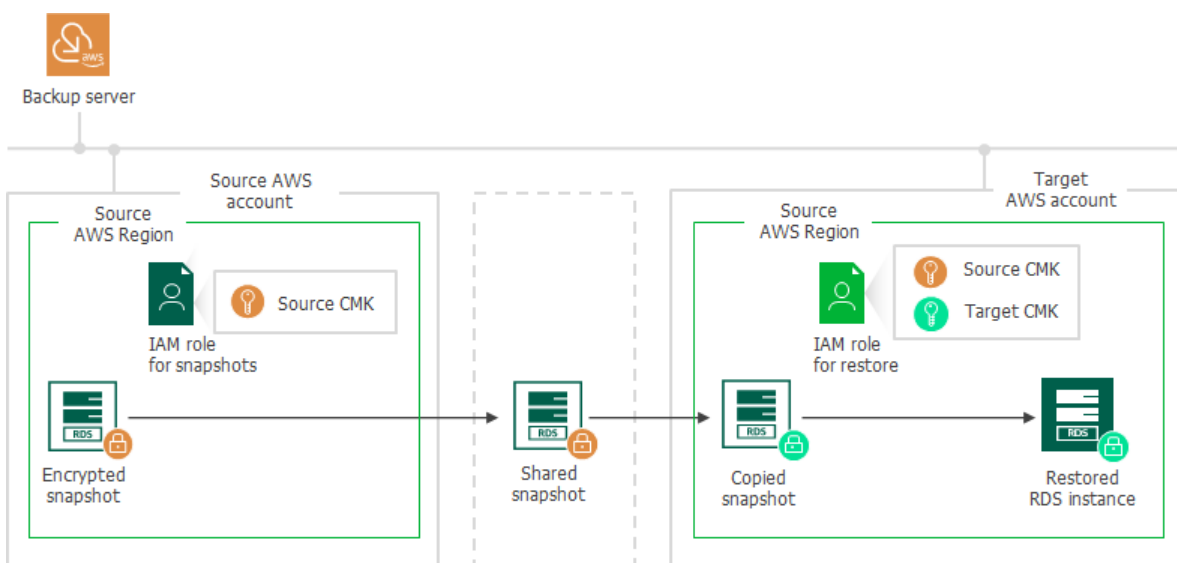 aws
Backup server
Source AWS
account
Source
AWS Region
Source CMK
IAM role
for snapshots
RDS
Encrypted
snapshot
RDS
Shared
snapshot
Target
AWS account
Source
AWS Region
Source CMK
Target CMK
IAM role
for restore
RDS
Copied
snapshot
RDS
Restored
RDS instance